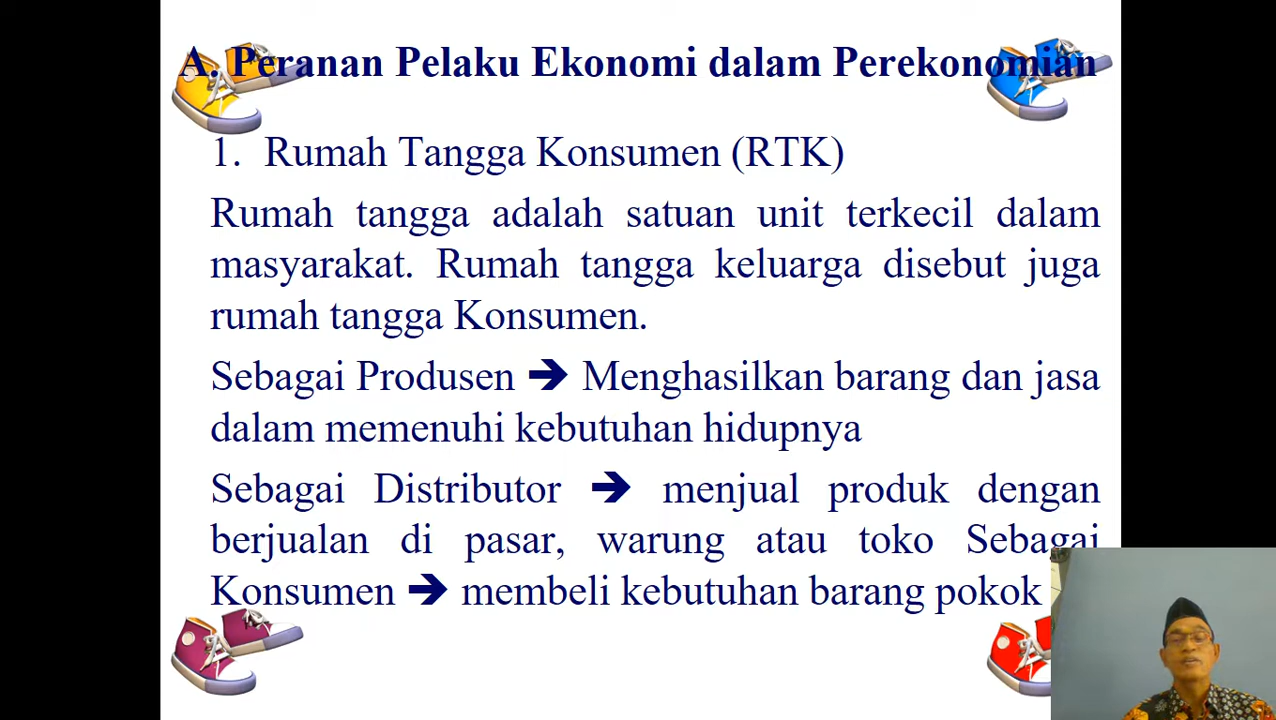 A. Peranan Pelaku Ekonomi dalam Perekonomian
1. Rumah Tangga Konsumen (RTK)
Rumah tangga adalah satuan unit terkecil dalam
masyarakat. Rumah tangga keluarga disebut juga
rumah tangga Konsumen.
Sebagai Produsen ➔ Menghasilkan barang dan jasa
dalam memenuhi kebutuhan hidupnya
Sebagai Distributor ➔ menjual produk dengan
berjualan di pasar, warung atau toko Sebagai
Konsumen ➔ membeli kebutuhan barang pokok